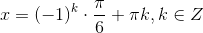 x = (-1)^k · π/6 + πk, k ∈ Z